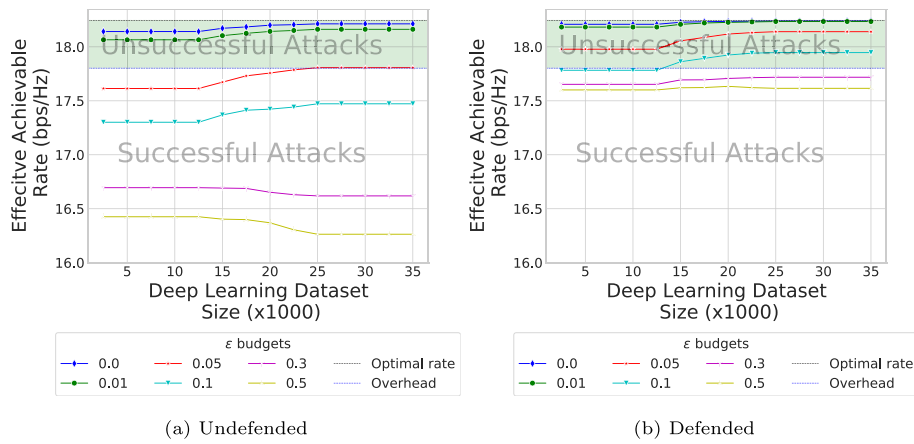 18.0
17.5
17.0
16.5
16.0
Effecitve Achievable
Rate (bps/Hz)
Unsuccessful Attacks
Successful Attacks
5 10 15 20 25 30 35
Deep Learning Dataset
Size (x1000)
ε budgets
0.0 0.05 0.3 Optimal rate
0.01 0.1 0.5 Overhead
(a) Undefended
18.0
17.5
17.0
16.5
16.0
Effecitve Achievable
Rate (bps/Hz)
Unsuccessful Attacks
Successful Attacks
5 10 15 20 25 30 35
Deep Learning Dataset
Size (x1000)
ε budgets
0.0 0.05 0.3 Optimal rate
0.01 0.1 0.5 Overhead
(b) Defended